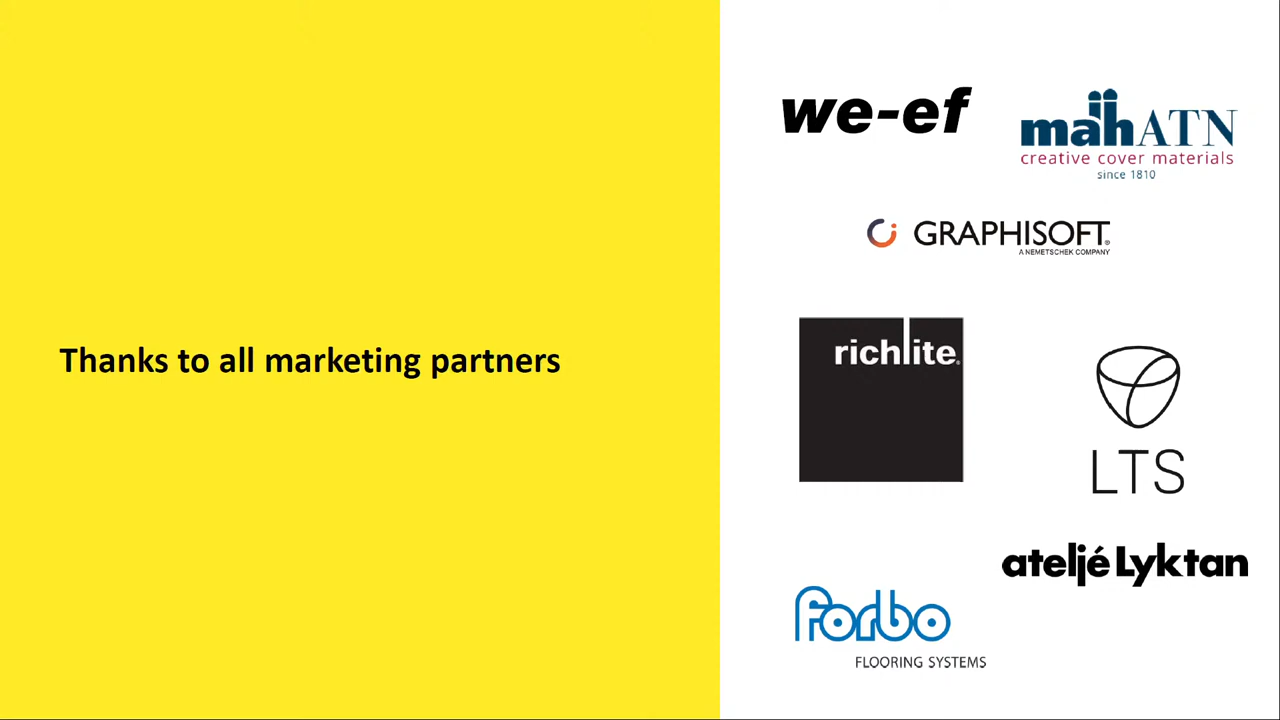 Thanks to all marketing partners
we-ef
mahATN
creative cover materials
since 1810
GRAPHISOFT®
A NEMETSCHEK COMPANY
richlite®
LTS
ateljé Lyktan
forbo
FLOORING SYSTEMS